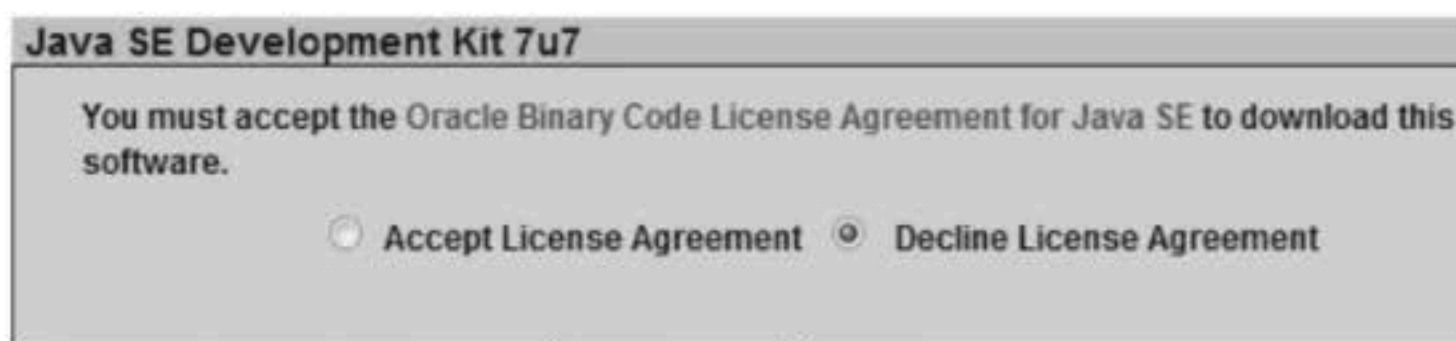 Java SE Development Kit 7u7
You must accept the Oracle Binary Code License Agreement for Java SE to download this
software.
Accept License Agreement Decline License Agreement